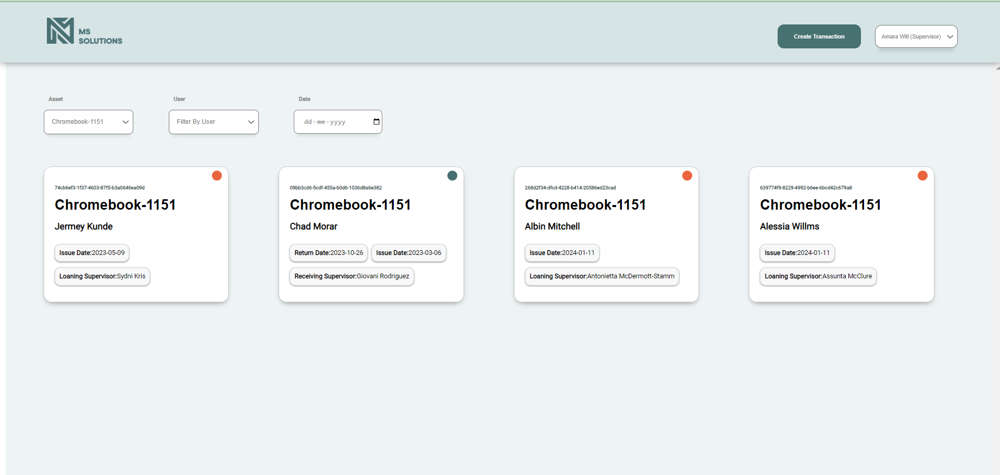 MS
SOLUTIONS
Create Transaction
Amara Will (Supervisor)
Asset
User
Date
Chromebook-1151
Filter By User
dd-mm-yyyy
74cb6ef3-1f37-4603-87f5-b3a0646ea09d
Chromebook-1151
Jermey Kunde
Issue Date:2023-05-09
Loaning Supervisor:Sydni Kris
09bb3cd6-5cdf-455a-b0d6-1036d8a6e382
Chromebook-1151
Chad Morar
Return Date:2023-10-26 Issue Date:2023-03-06
Receiving Supervisor:Giovani Rodriguez
268d2f34-dfcd-4228-b414-20586ed23cad
Chromebook-1151
Albin Mitchell
Issue Date:2024-01-11
Loaning Supervisor:Antonietta McDermott-Stamm
639774f9-8229-4992-b6ee-6bcd42c679a8
Chromebook-1151
Alessia Willms
Issue Date:2024-01-11
Loaning Supervisor:Assunta McClure